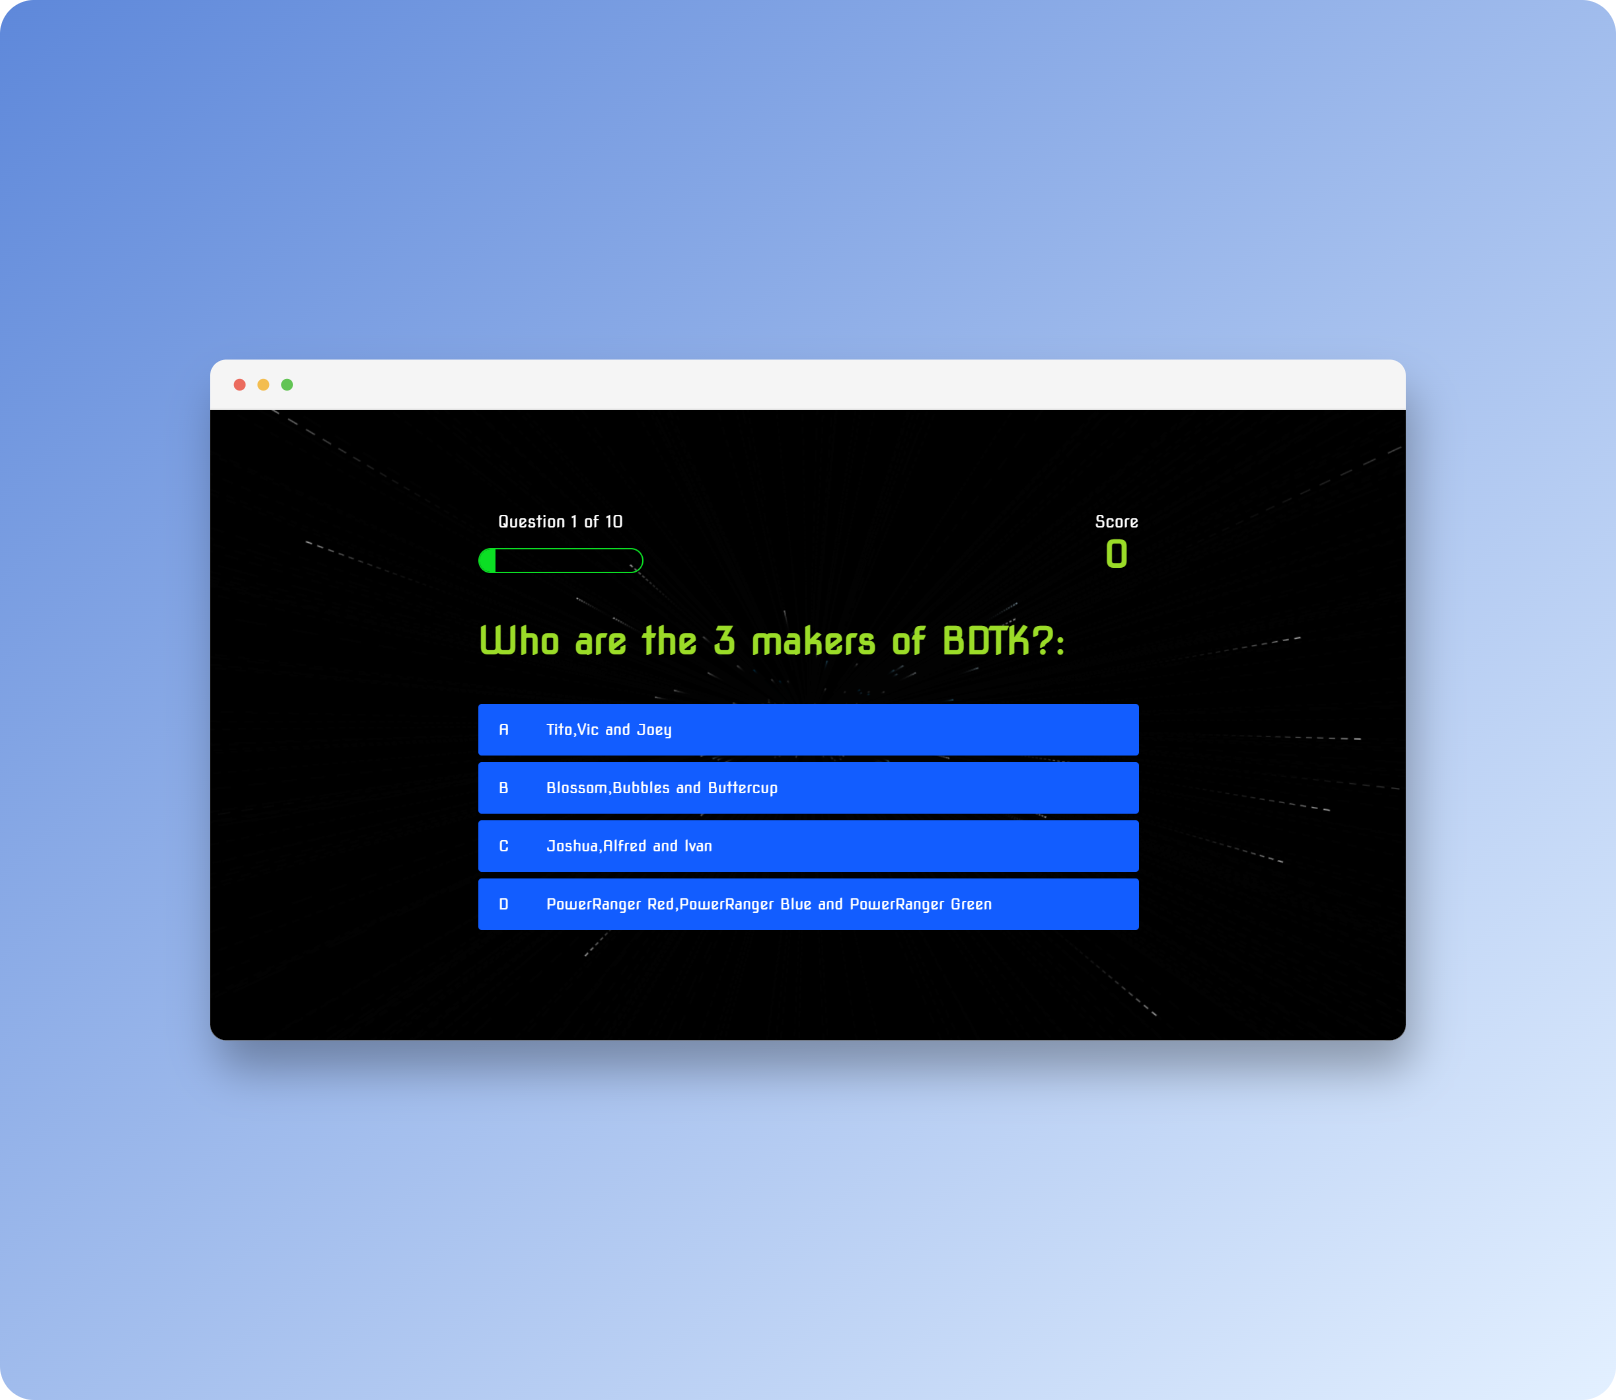 Question 1 of 10
Score
0
Who are the 3 makers of BDTK?:
A Tito,Vic and Joey
B Blossom,Bubbles and Buttercup
C Joshua,Alfred and Ivan
D PowerRanger Red,PowerRanger Blue and PowerRanger Green